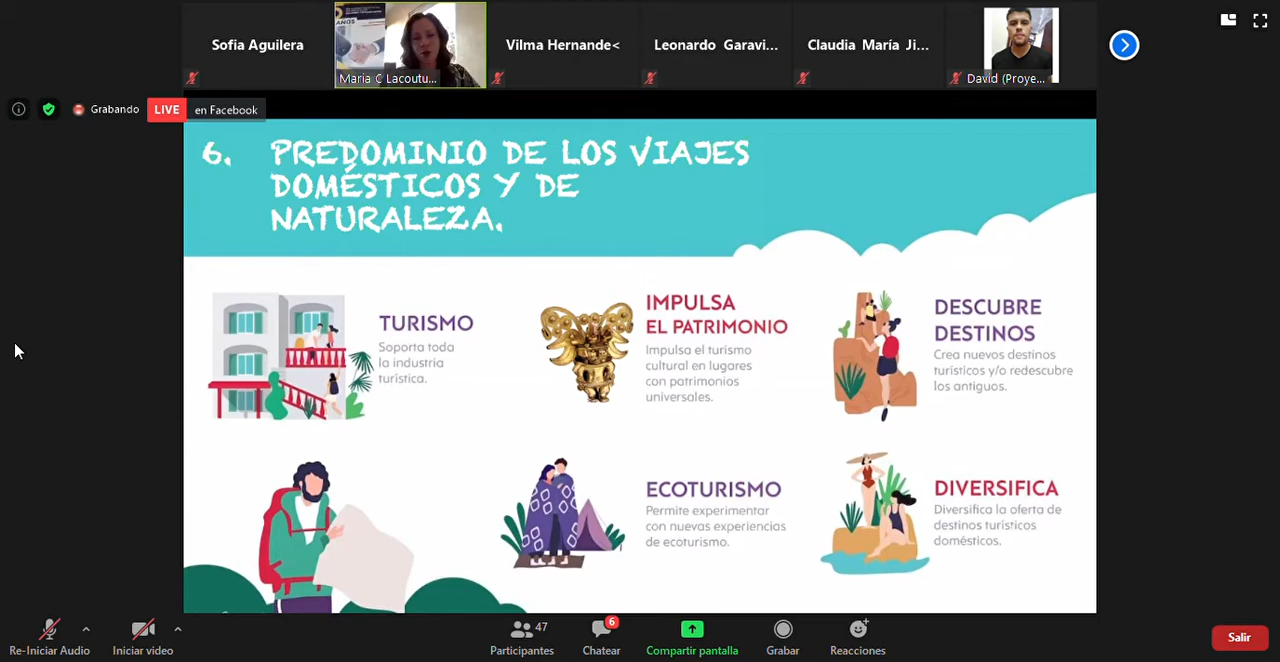 Sofia Aguilera
Maria C Lacoutu...
Vilma Hernande<
Leonardo Garavi...
Claudia María Ji...
David (Proye...
AÑOS
Grabando
LIVE
en Facebook
6. PREDOMINIO DE LOS VIAJES
DOMÉSTICOS Y DE
NATURALEZA.
TURISMO
Soporta toda
la industria
turística.
IMPULSA
EL PATRIMONIO
Impulsa el turismo
cultural en lugares
con patrimonios
universales.
DESCUBRE
DESTINOS
Crea nuevos destinos
turísticos y/o redescubre
los antiguos.
ECOTURISMO
Permite experimentar
con nuevas experiencias
de ecoturismo.
DIVERSIFICA
Diversifica la oferta de
destinos turísticos
domésticos.
Re-Iniciar Audio
Iniciar video
47
Participantes
6
Chatear
Compartir pantalla
Grabar
Reacciones
Salir